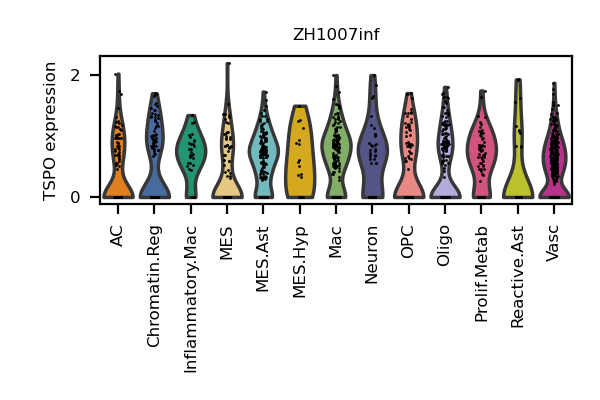 ZH1007inf
TSPO expression
2
0
AC
Chromatin.Reg
Inflammatory.Mac
MES
MES.Ast
MES.Hyp
Mac
Neuron
OPC
Oligo
Prolif.Metab
Reactive.Ast
Vasc